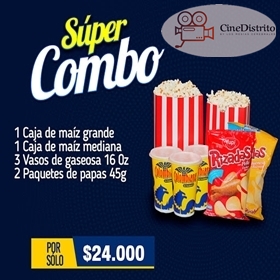 CineDistrito
Súper
Combo
1 Caja de maíz grande
1 Caja de maíz mediana
3 Vasos de gaseosa 16 Oz
2 Paquetes de papas 45g
Rizadas
POR
SOLO
$24.000